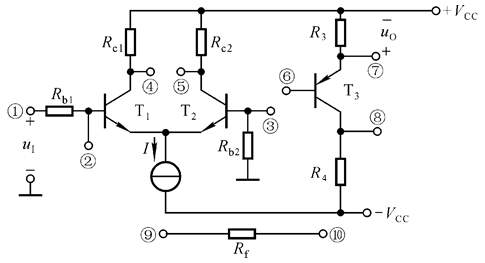 +V_CC
R_c1
R_c2
R_3
−
u_O
+
④
⑤
⑥
⑦
T_3
①
R_b1
T_1
T_2
③
⑧
+
u_I
−
②
I
R_b2
R_4
−V_CC
⑨
R_f
⑩